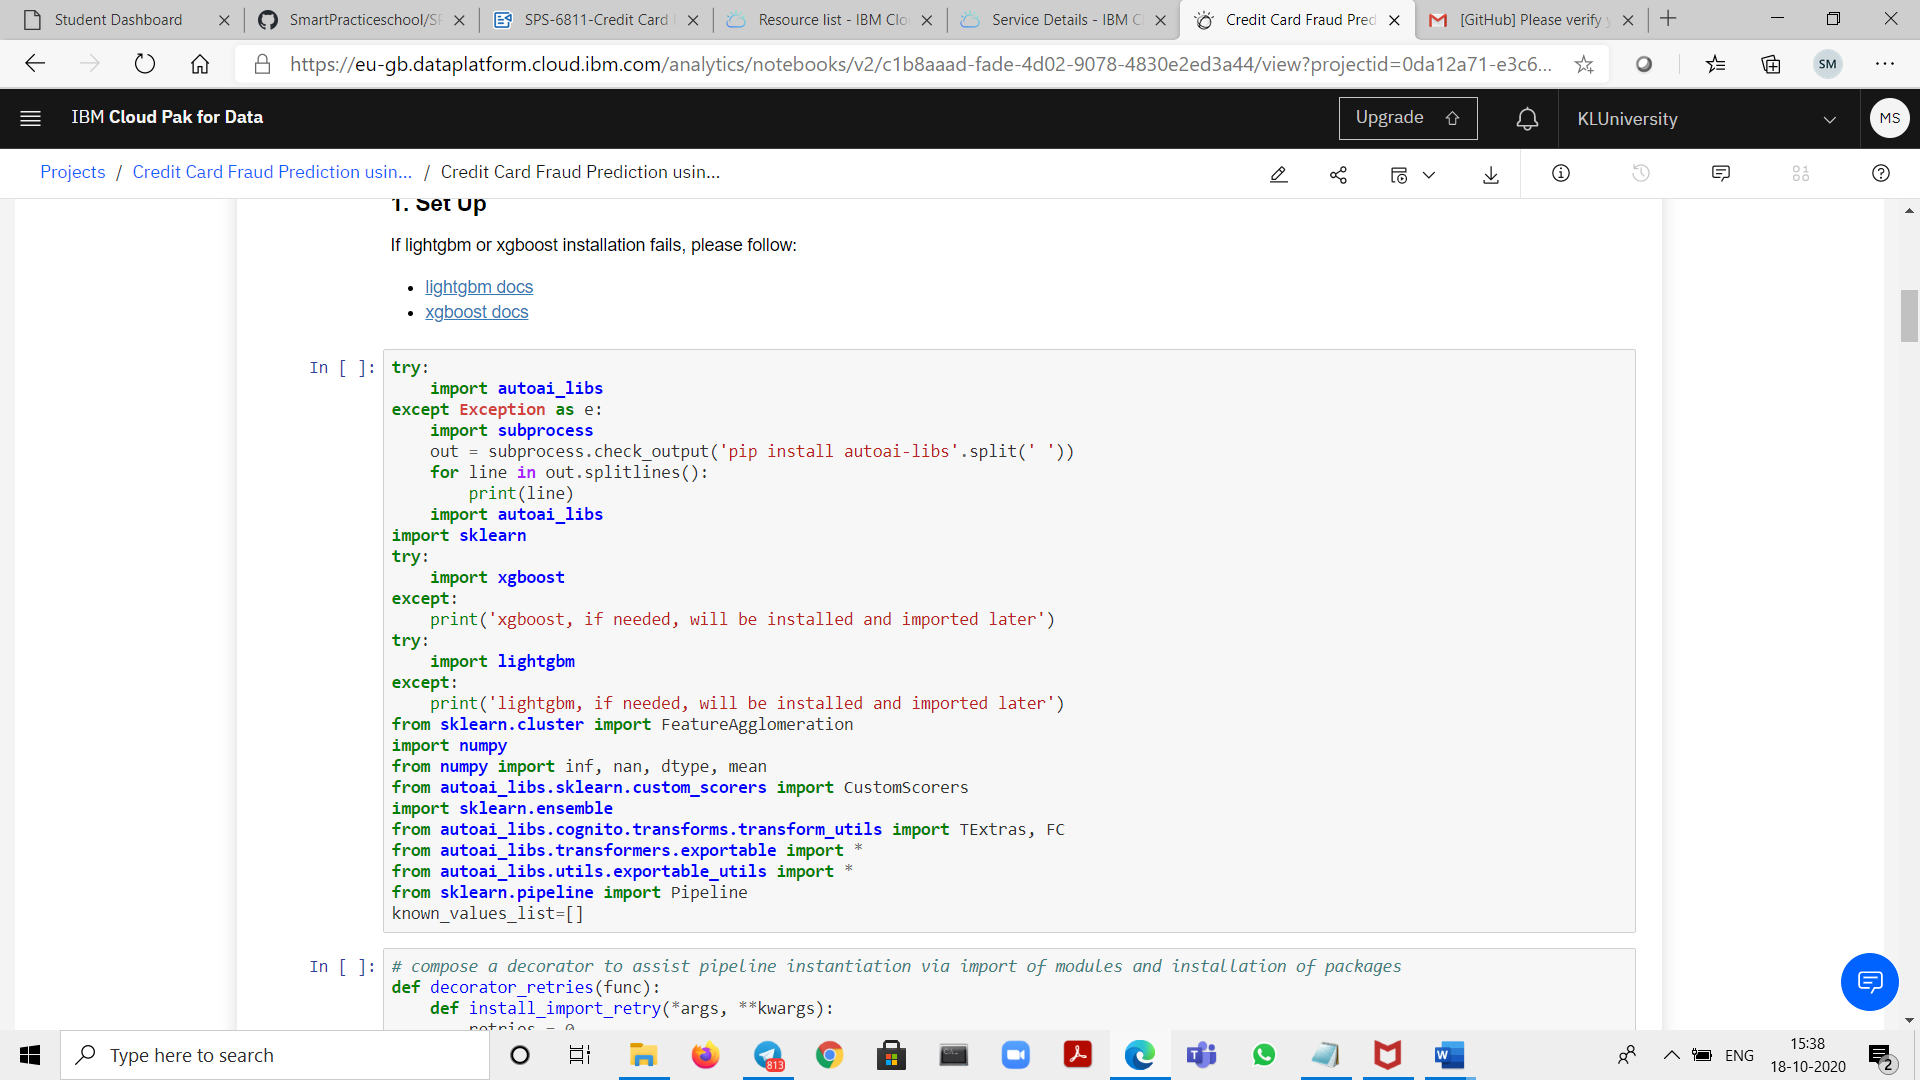 Student Dashboard
SmartPracticeschool/SP
SPS-6811-Credit Card
Resource list - IBM Clo
Service Details - IBM C
Credit Card Fraud Pred
[GitHub] Please verify y
https://eu-gb.dataplatform.cloud.ibm.com/analytics/notebooks/v2/c1b8aaad-fade-4d02-9078-4830e2ed3a44/view?projectid=0da12a71-e3c6...
SM
IBM Cloud Pak for Data
Upgrade
KLUniversity
MS
Projects / Credit Card Fraud Prediction usin... / Credit Card Fraud Prediction usin...
1. Set Up
If lightgbm or xgboost installation fails, please follow:
• lightgbm docs
• xgboost docs
In [ ]:
try:
    import autoai_libs
except Exception as e:
    import subprocess
    out = subprocess.check_output('pip install autoai-libs'.split(' '))
    for line in out.splitlines():
        print(line)
    import autoai_libs
import sklearn
try:
    import xgboost
except:
    print('xgboost, if needed, will be installed and imported later')
try:
    import lightgbm
except:
    print('lightgbm, if needed, will be installed and imported later')
from sklearn.cluster import FeatureAgglomeration
import numpy
from numpy import inf, nan, dtype, mean
from autoai_libs.sklearn.custom_scorers import CustomScorers
import sklearn.ensemble
from autoai_libs.cognito.transforms.transform_utils import TExtras, FC
from autoai_libs.transformers.exportable import *
from autoai_libs.utils.exportable_utils import *
from sklearn.pipeline import Pipeline
known_values_list=[]
In [ ]:
# compose a decorator to assist pipeline instantiation via import of modules and installation of packages
def decorator_retries(func):
    def install_import_retry(*args, **kwargs):
        retries = 0
Type here to search
813
ENG
15:38
18-10-2020
2